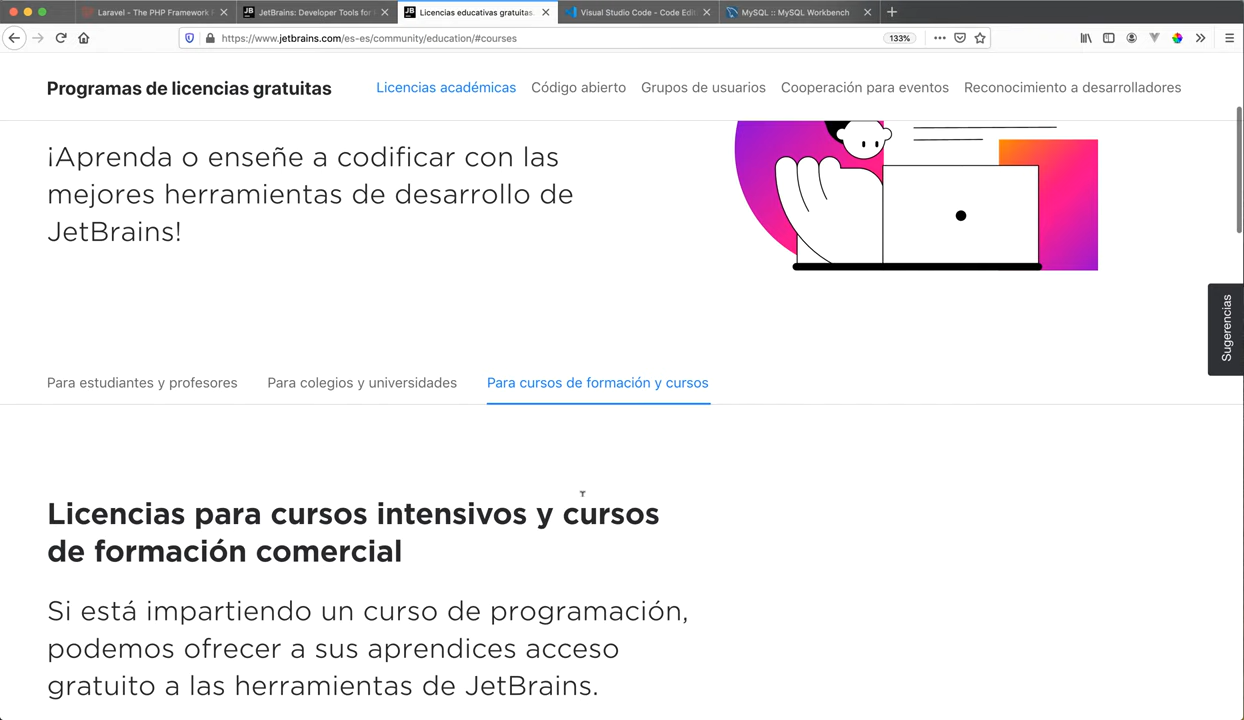 Laravel - The PHP Framework F
JetBrains: Developer Tools for P
Licencias educativas gratuitas
Visual Studio Code - Code Edit
MySQL :: MySQL Workbench
https://www.jetbrains.com/es-es/community/education/#courses
133%
Programas de licencias gratuitas
Licencias académicas
Código abierto
Grupos de usuarios
Cooperación para eventos
Reconocimiento a desarrolladores
¡Aprenda o enseñe a codificar con las
mejores herramientas de desarrollo de
JetBrains!
Sugerencias
Para estudiantes y profesores
Para colegios y universidades
Para cursos de formación y cursos
Licencias para cursos intensivos y cursos
de formación comercial
Si está impartiendo un curso de programación,
podemos ofrecer a sus aprendices acceso
gratuito a las herramientas de JetBrains.